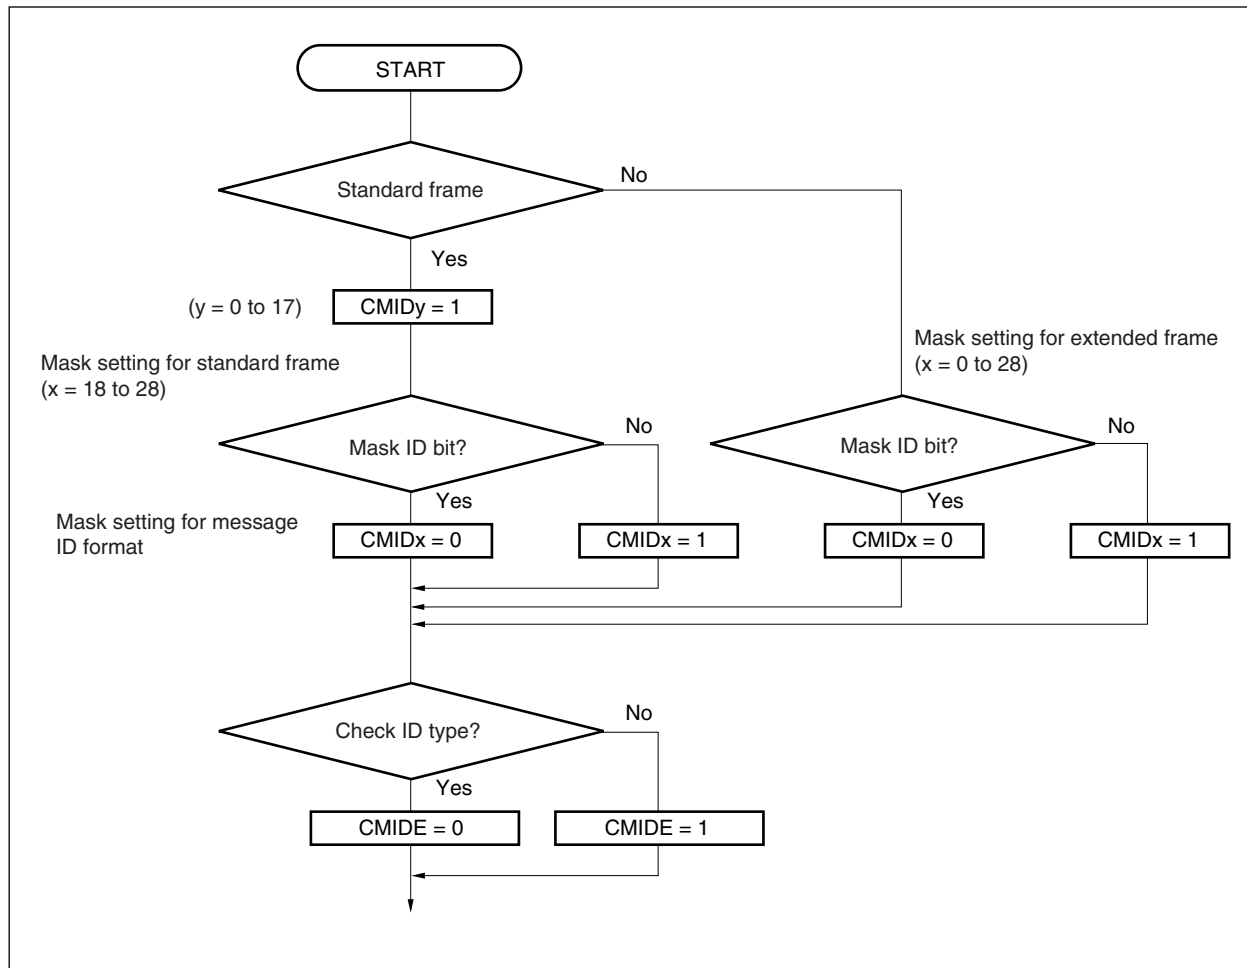 START
Standard frame
No
Yes
(y = 0 to 17)
CMIDy = 1
Mask setting for standard frame
(x = 18 to 28)
Mask setting for extended frame
(x = 0 to 28)
Mask ID bit?
No
Mask ID bit?
No
Yes
Yes
Mask setting for message
ID format
CMIDx = 0
CMIDx = 1
CMIDx = 0
CMIDx = 1
Check ID type?
No
Yes
CMIDE = 0
CMIDE = 1